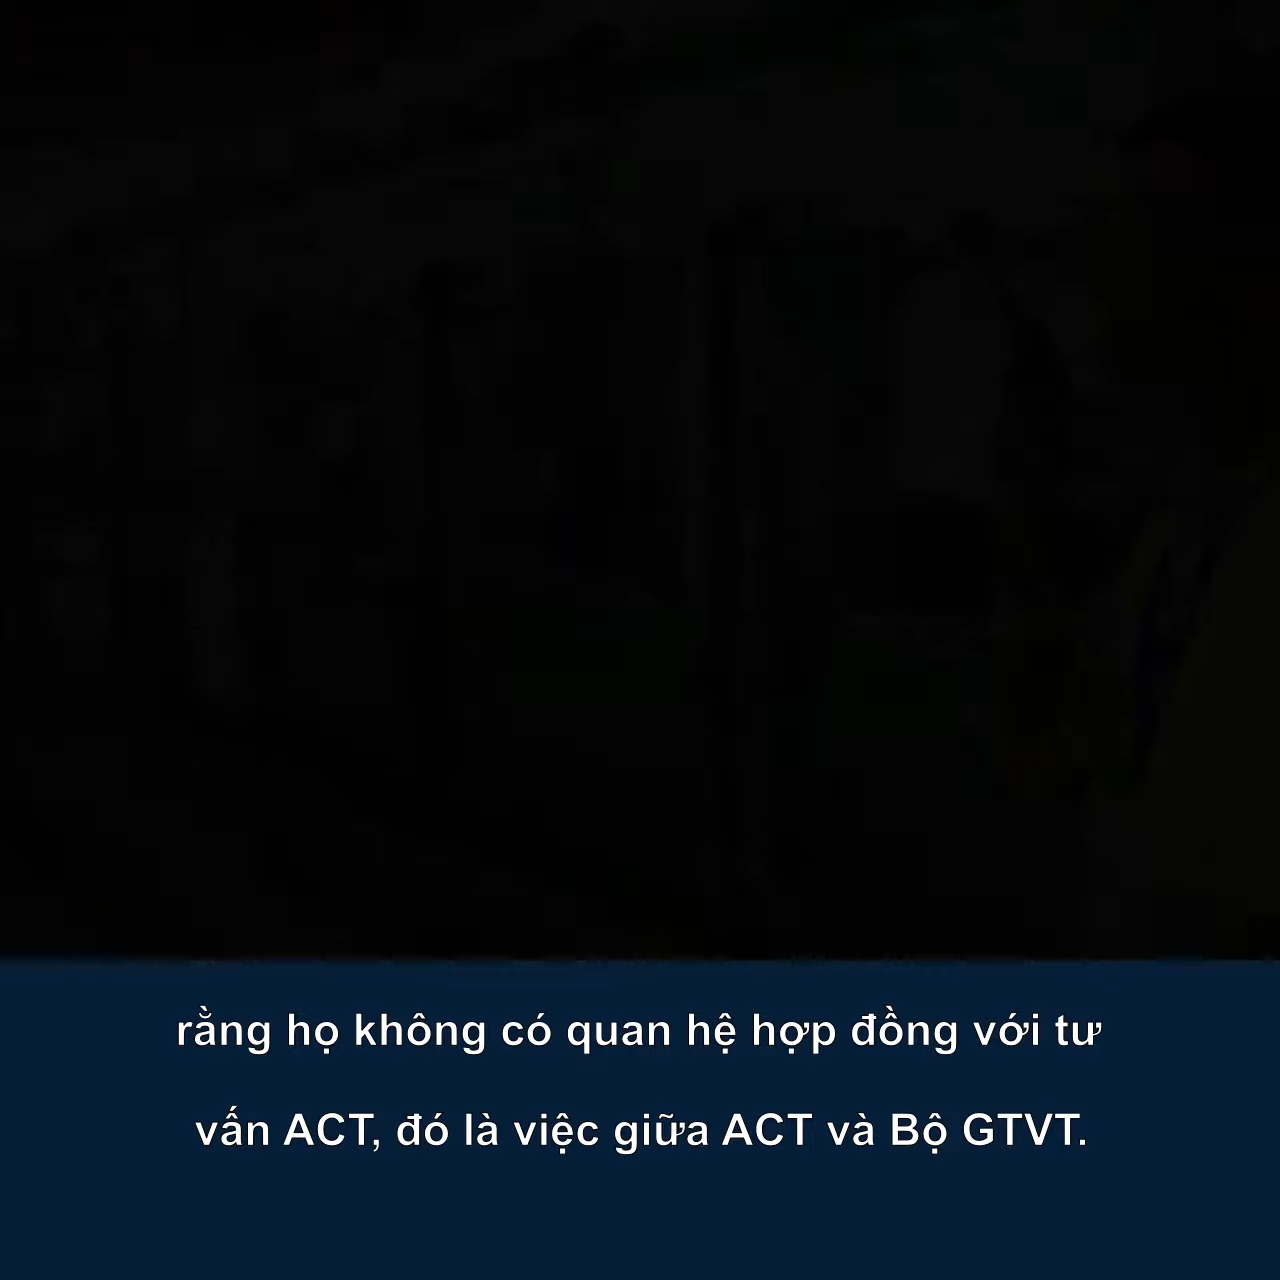 rằng họ không có quan hệ hợp đồng với tư
vấn ACT, đó là việc giữa ACT và Bộ GTVT.